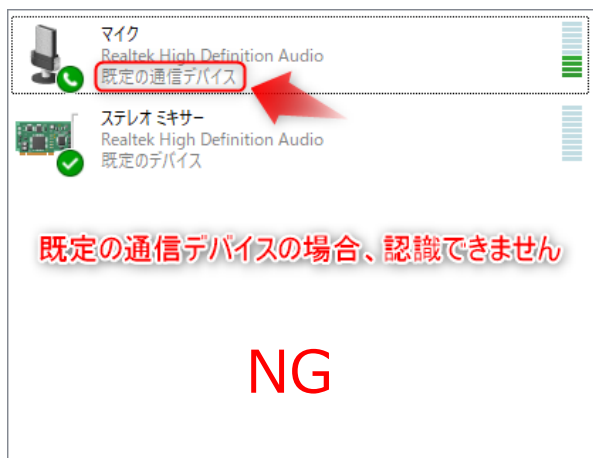 マイク
Realtek High Definition Audio
既定の通信デバイス
ステレオ ミキサー
Realtek High Definition Audio
既定のデバイス
既定の通信デバイスの場合、認識できません
NG